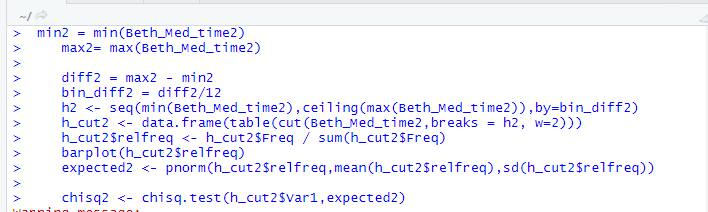 ~/
> min2 = min(Beth_Med_time2)
> max2= max(Beth_Med_time2)
>
> diff2 = max2 - min2
> bin_diff2 = diff2/12
> h2 <- seq(min(Beth_Med_time2),ceiling(max(Beth_Med_time2)),by=bin_diff2)
> h_cut2 <- data.frame(table(cut(Beth_Med_time2,breaks = h2, w=2)))
> h_cut2$relfreq <- h_cut2$Freq / sum(h_cut2$Freq)
> barplot(h_cut2$relfreq)
> expected2 <- pnorm(h_cut2$relfreq,mean(h_cut2$relfreq),sd(h_cut2$relfreq))
>
> chisq2 <- chisq.test(h_cut2$Var1,expected2)
Warning message: